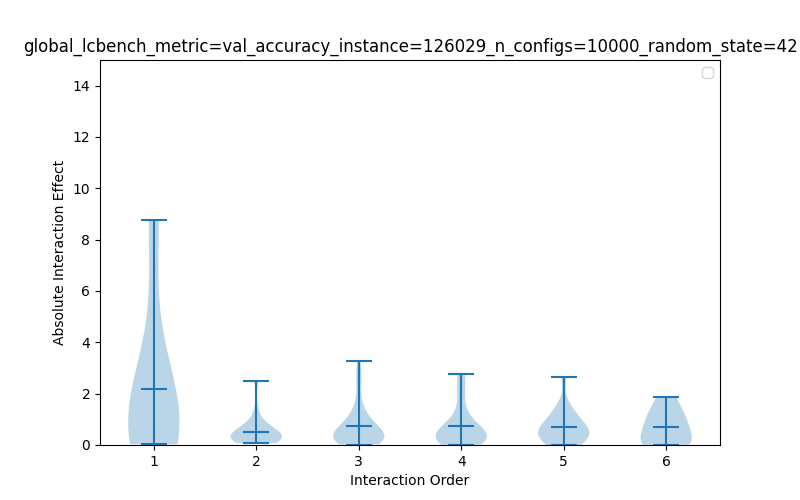 global_lcbench_metric=val_accuracy_instance=126029_n_configs=10000_random_state=42
Absolute Interaction Effect
14
12
10
8
6
4
2
0
1 2 3 4 5 6
Interaction Order